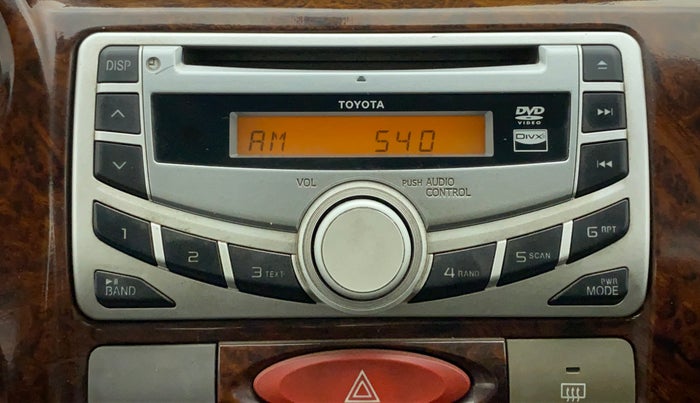 DISP
TOYOTA
DVD
VIDEO
AM 540
DivX
VOL
PUSH AUDIO
CONTROL
1
2
3 TEXT
4 RAND
5 SCAN
6 RPT
BAND
PWR
MODE